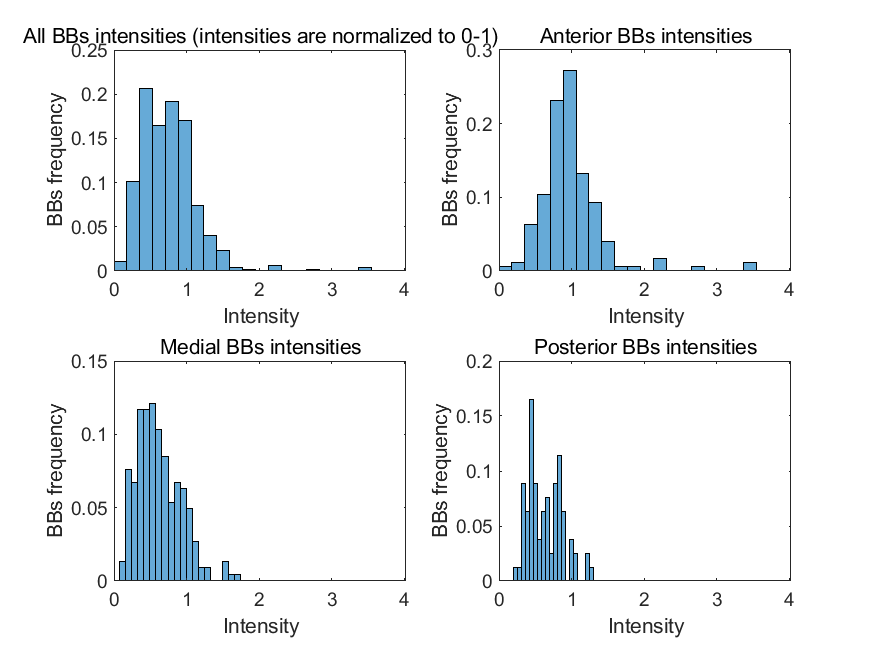 All BBs intensities (intensities are normalized to 0-1)
0.25
0.2
0.15
0.1
0.05
0
BBs frequency
0 1 2 3 4
Intensity
Anterior BBs intensities
0.3
0.2
0.1
0
BBs frequency
0 1 2 3 4
Intensity
Medial BBs intensities
0.15
0.1
0.05
0
BBs frequency
0 1 2 3 4
Intensity
Posterior BBs intensities
0.2
0.15
0.1
0.05
0
BBs frequency
0 1 2 3 4
Intensity